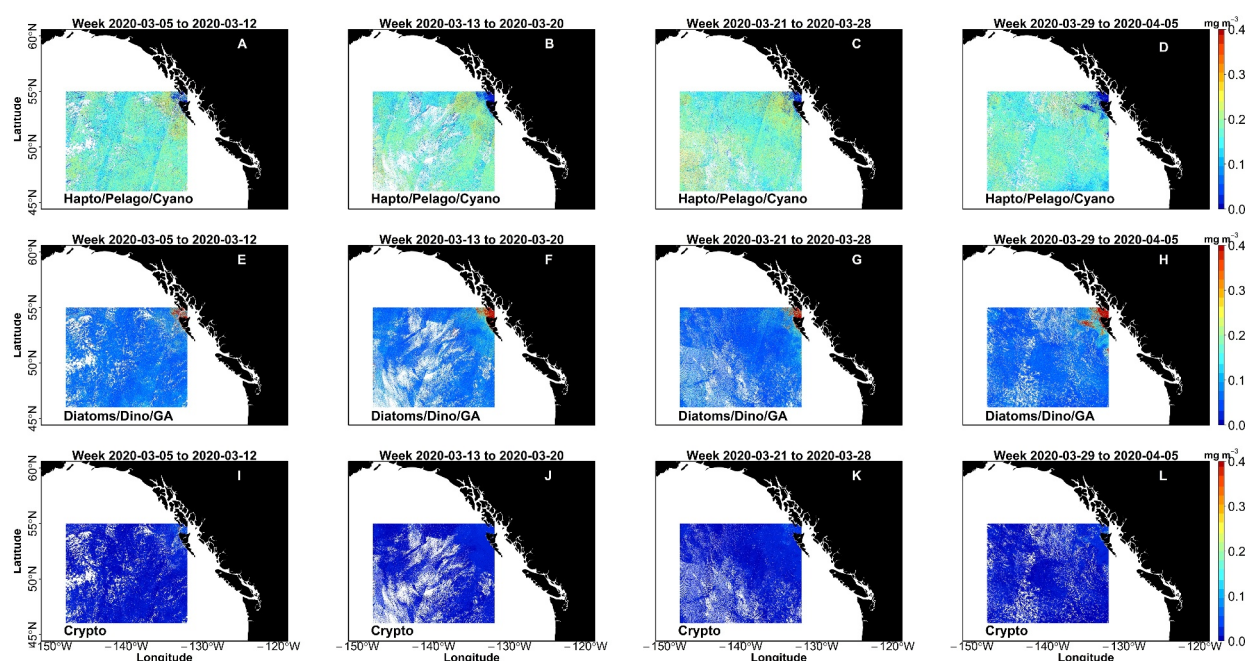 Week 2020-03-05 to 2020-03-12 Week 2020-03-13 to 2020-03-20 Week 2020-03-21 to 2020-03-28 Week 2020-03-29 to 2020-04-05 mg m⁻³
A B C D
60°N 55°N 50°N 45°N
Latitude
0.4 0.3 0.2 0.1 0.0
Hapto/Pelago/Cyano Hapto/Pelago/Cyano Hapto/Pelago/Cyano Hapto/Pelago/Cyano
Week 2020-03-05 to 2020-03-12 Week 2020-03-13 to 2020-03-20 Week 2020-03-21 to 2020-03-28 Week 2020-03-29 to 2020-04-05 mg m⁻³
E F G H
60°N 55°N 50°N 45°N
Latitude
0.4 0.3 0.2 0.1 0.0
Diatoms/Dino/GA Diatoms/Dino/GA Diatoms/Dino/GA Diatoms/Dino/GA
Week 2020-03-05 to 2020-03-12 Week 2020-03-13 to 2020-03-20 Week 2020-03-21 to 2020-03-28 Week 2020-03-29 to 2020-04-05 mg m⁻³
I J K L
60°N 55°N 50°N 45°N
Latitude
0.4 0.3 0.2 0.1 0.0
Crypto Crypto Crypto Crypto
−150°W −140°W −130°W −120°W −150°W −140°W −130°W −120°W −150°W −140°W −130°W −120°W −150°W −140°W −130°W −120°W
Longitude Longitude Longitude Longitude